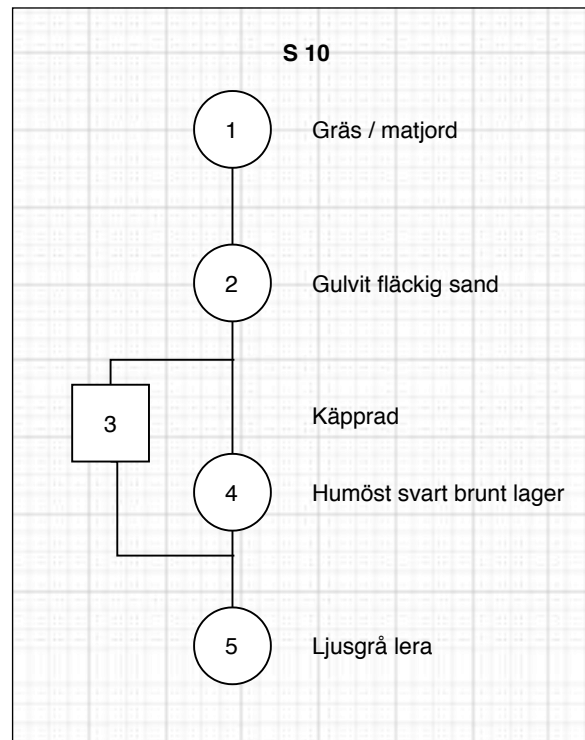 S 10
1 Gräs / matjord
2 Gulvit fläckig sand
3 Käpprad
4 Humöst svart brunt lager
5 Ljusgrå lera